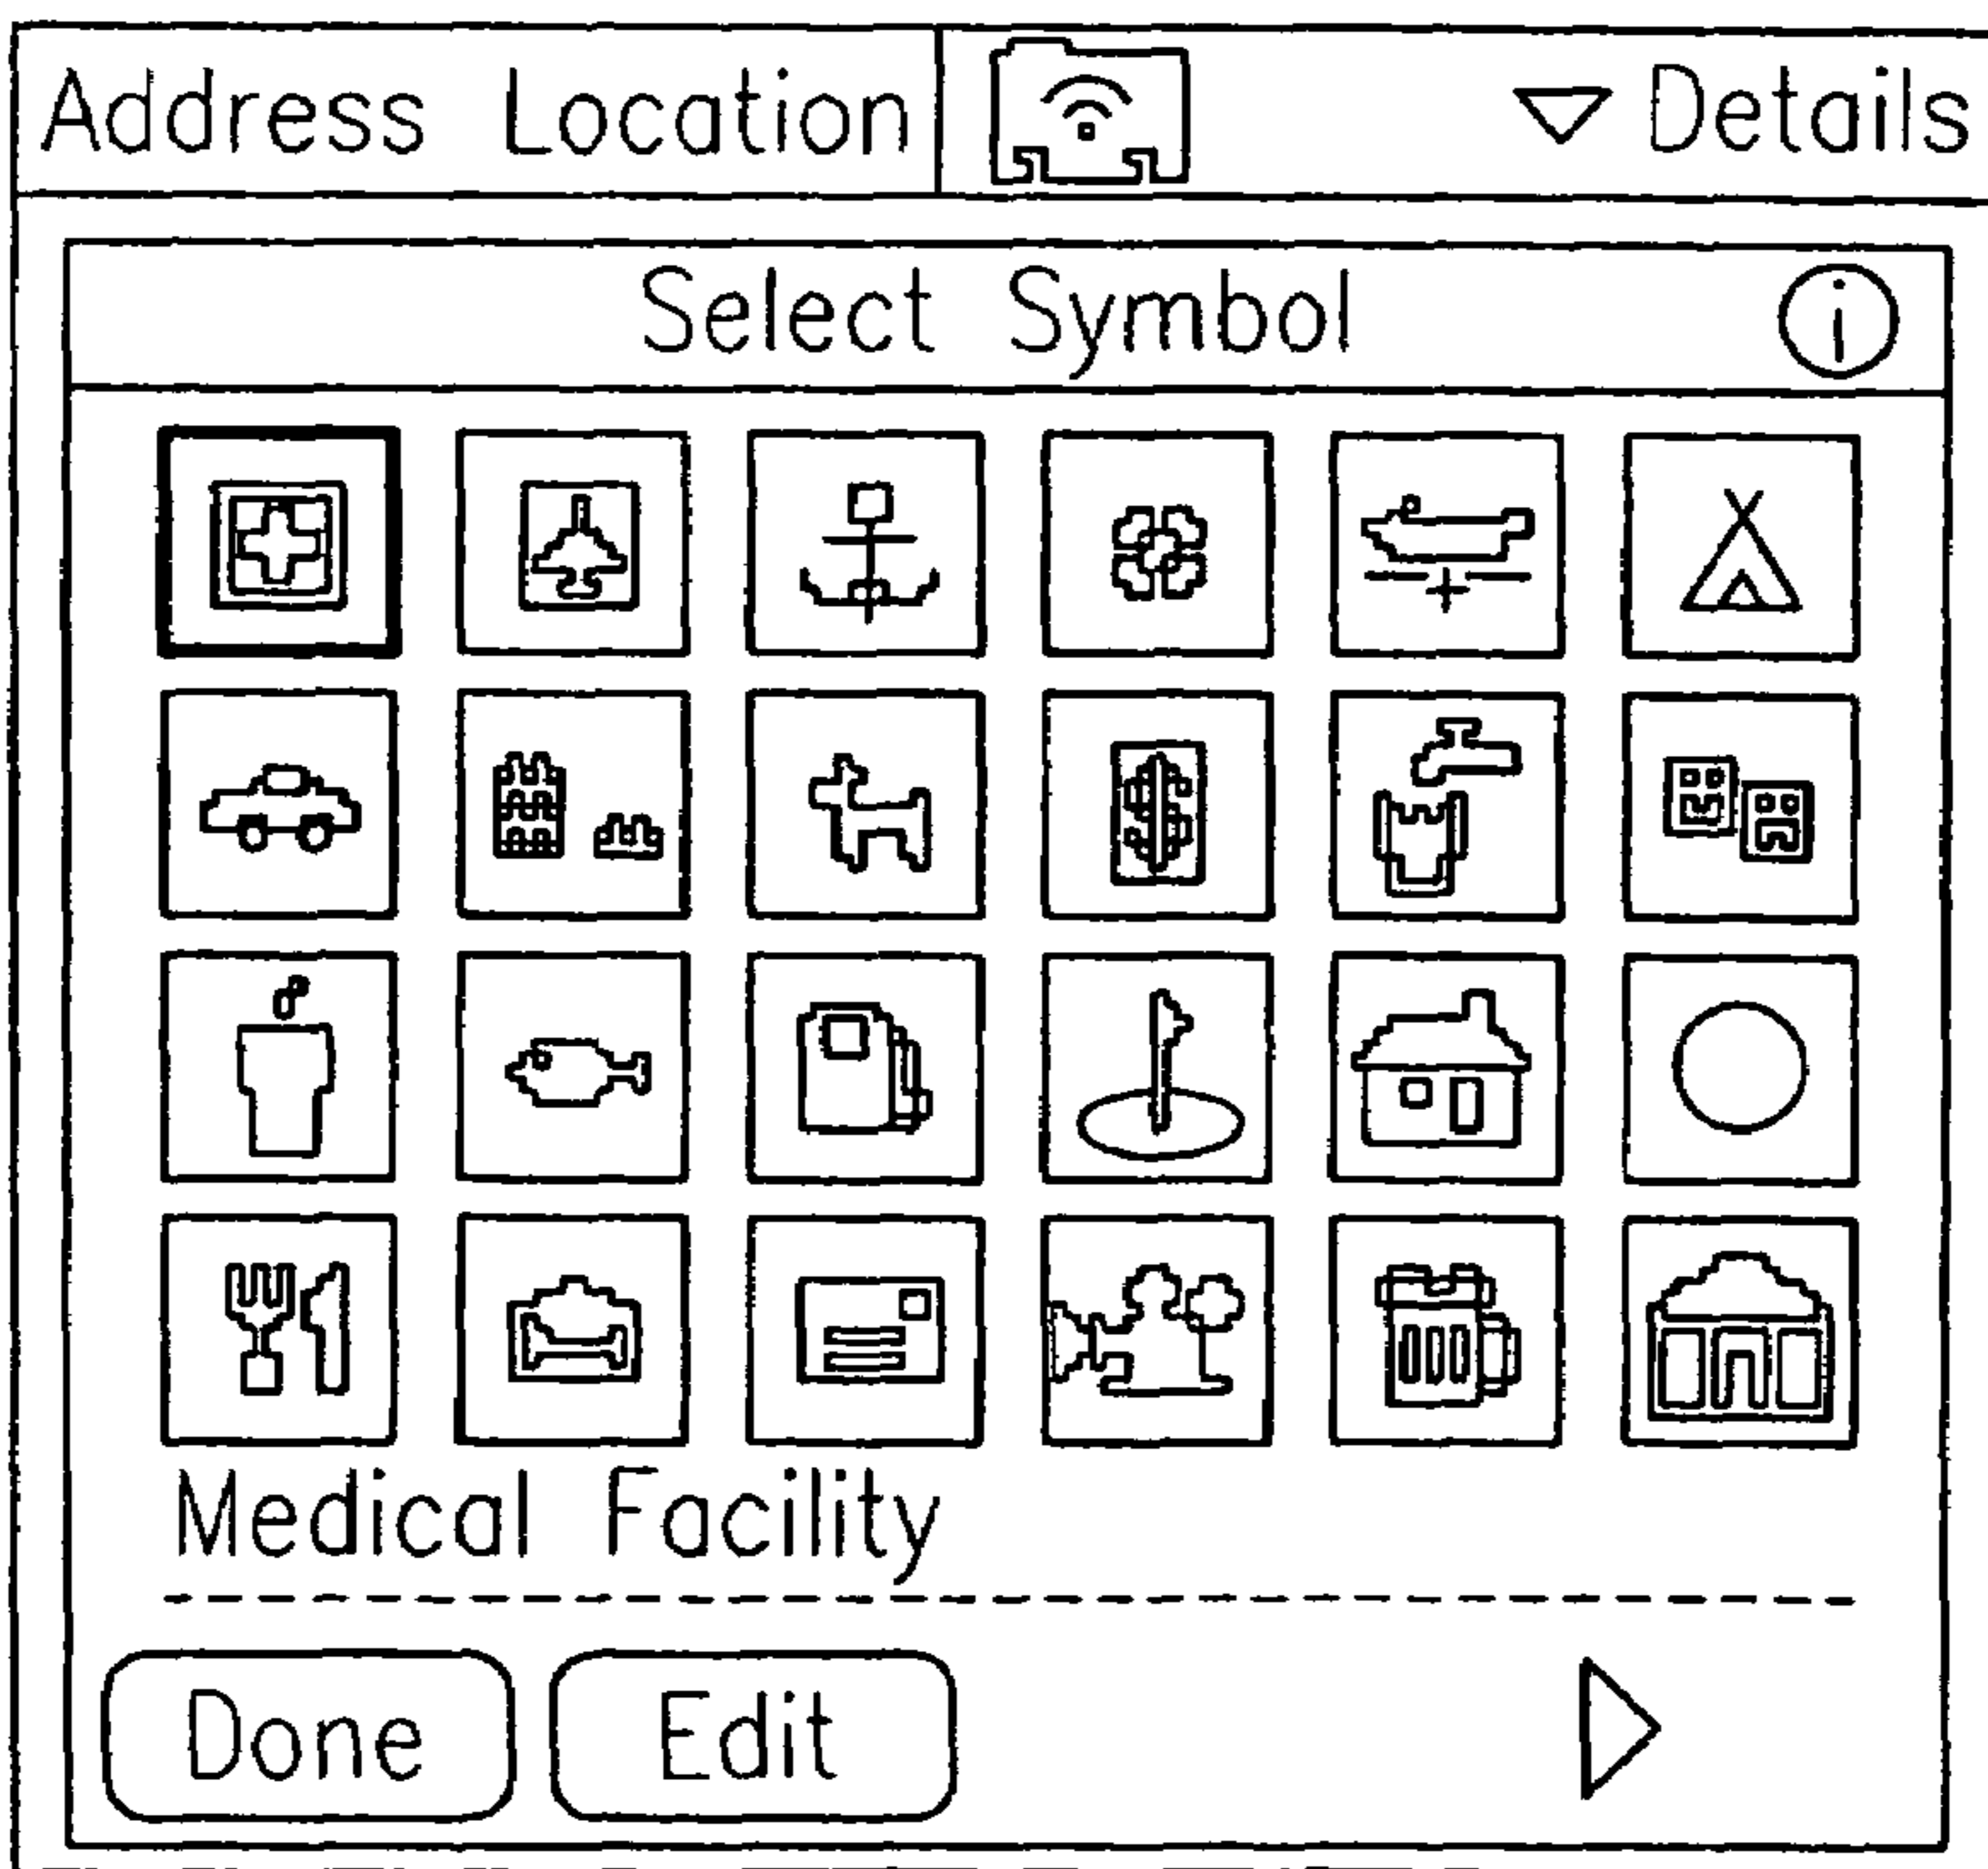 Address Location
Details
Select Symbol
i
Medical Facility
Done
Edit